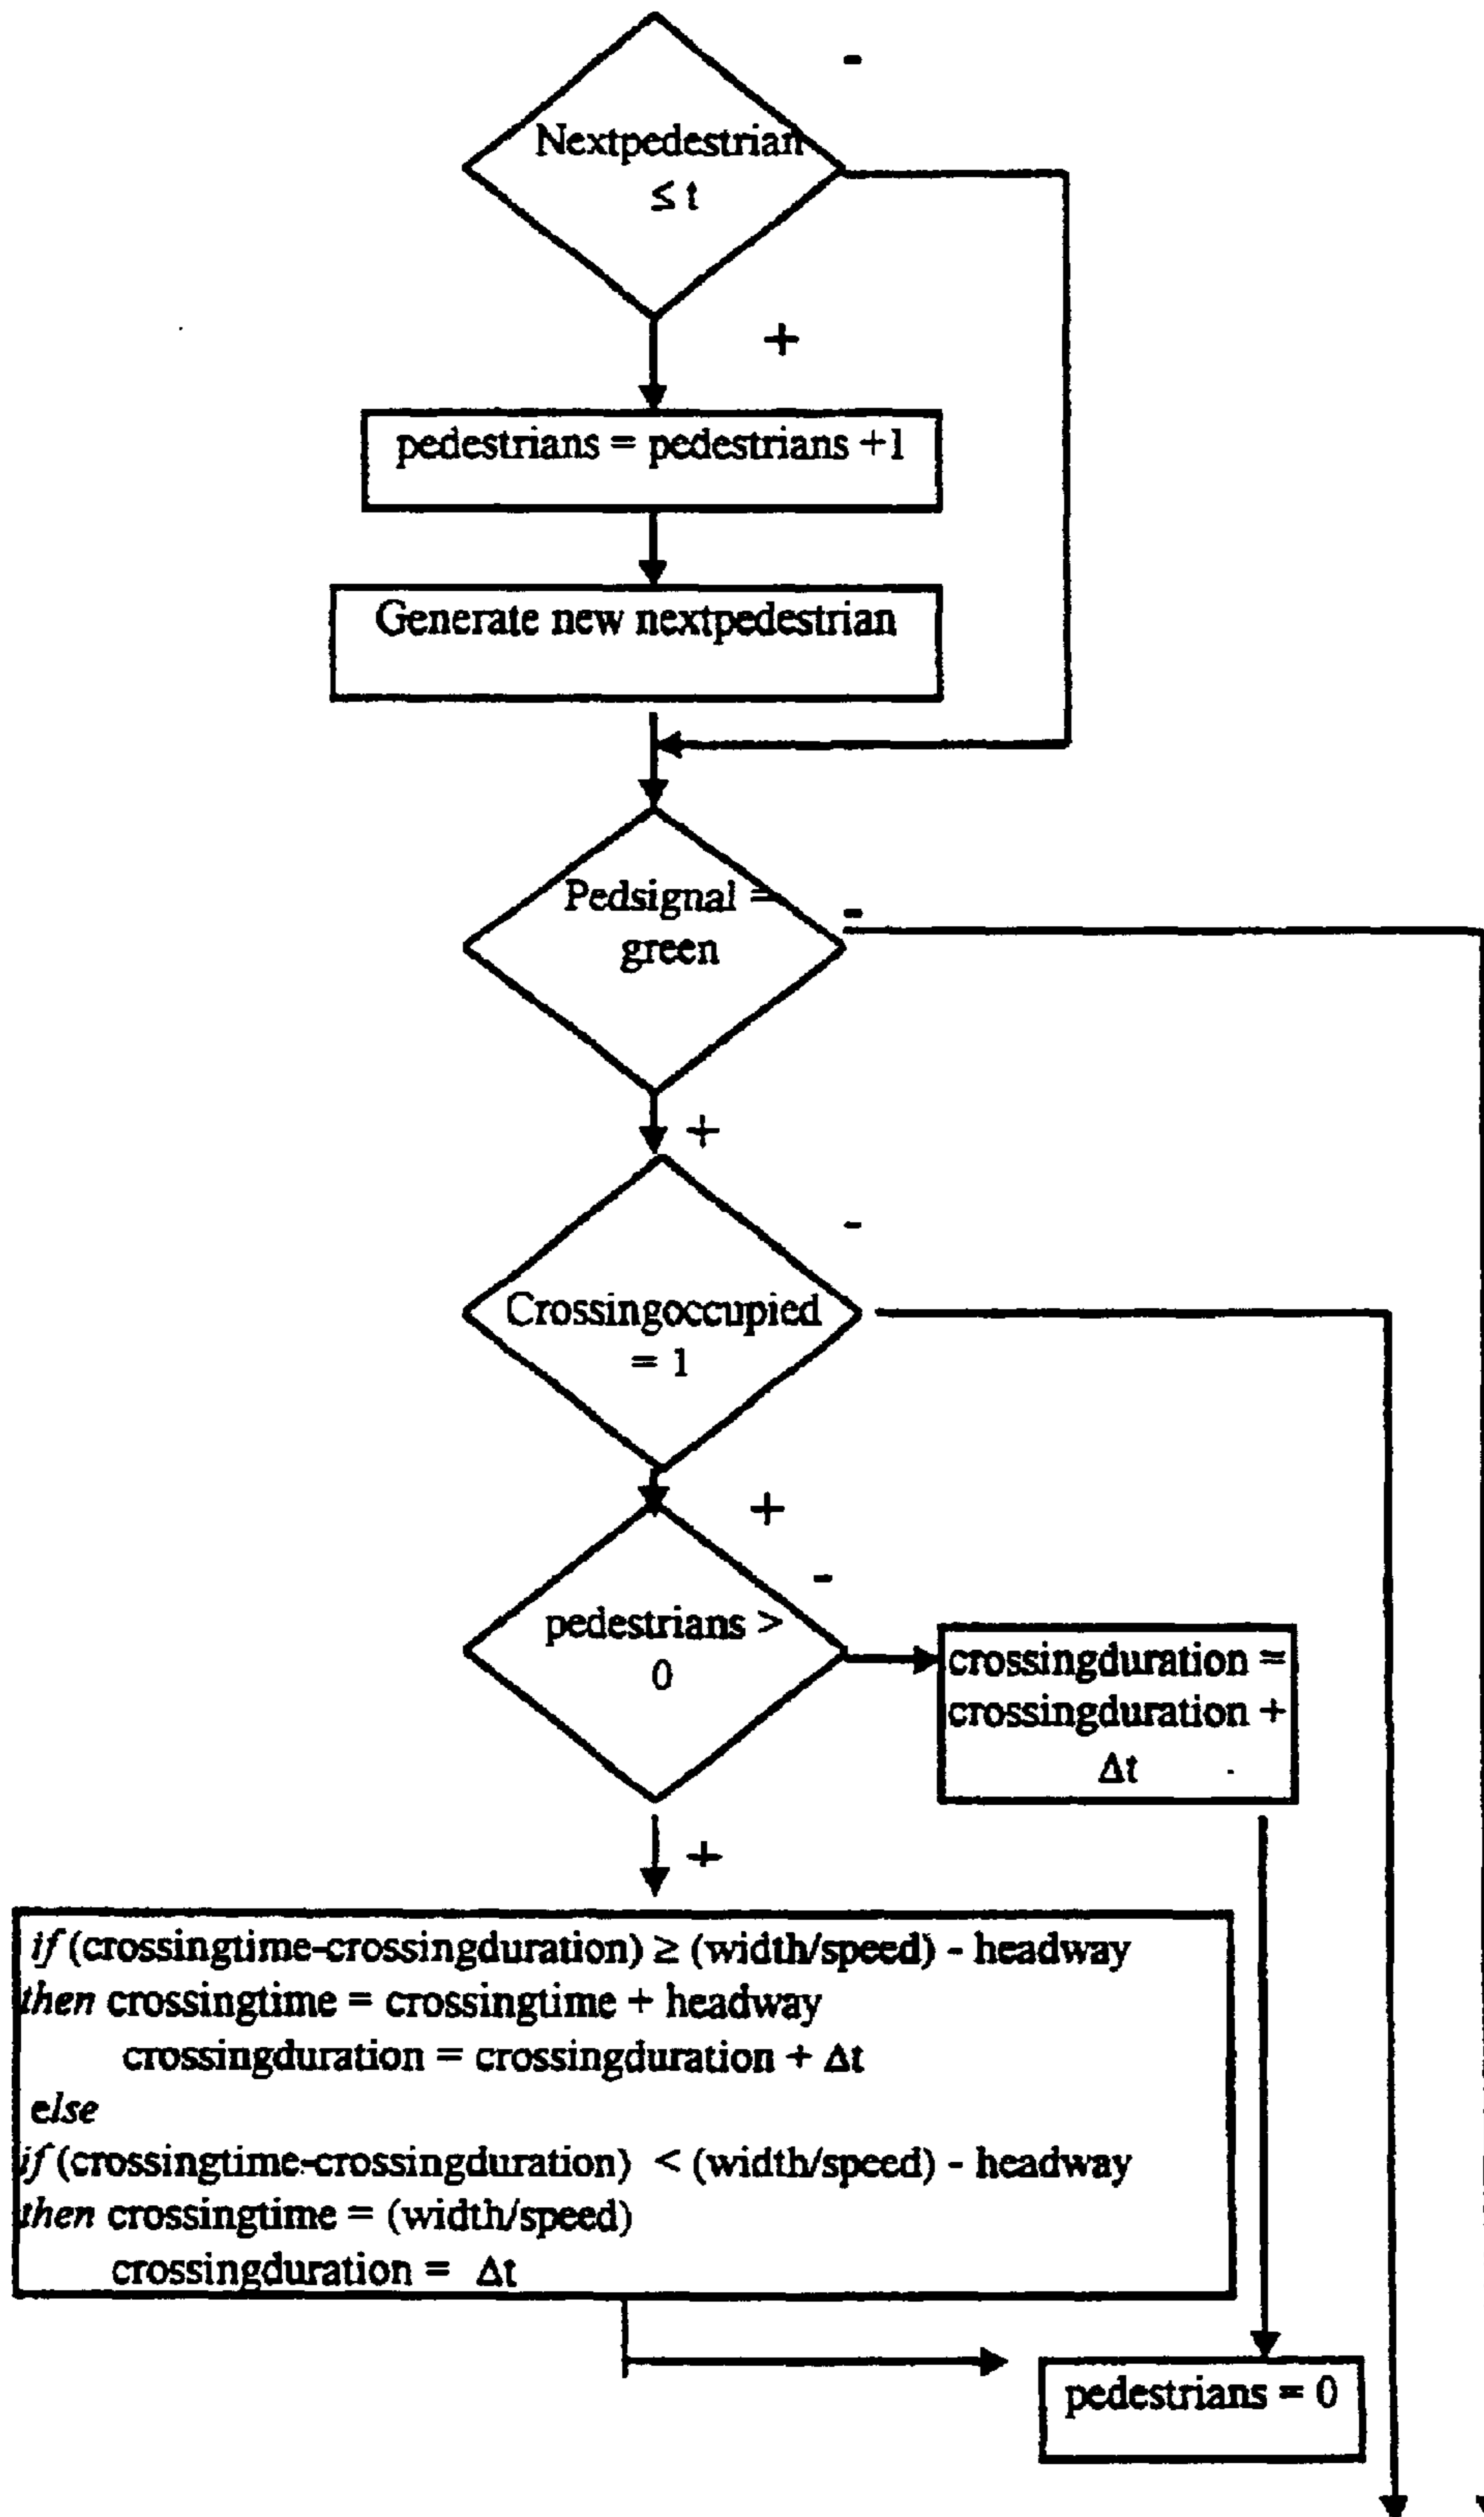 -
Nextpedestrian
≤ t
+
pedestrians = pedestrians +1
Generate new nextpedestrian
Pedsignal =
green
-
+
-
Crossingoccupied
= 1
+
-
pedestrians >
0
crossingduration =
crossingduration +
Δt
+
if (crossingtime-crossingduration) ≥ (width/speed) - headway
then crossingtime = crossingtime + headway
crossingduration = crossingduration + Δt
else
if (crossingtime-crossingduration) < (width/speed) - headway
then crossingtime = (width/speed)
crossingduration = Δt
pedestrians = 0